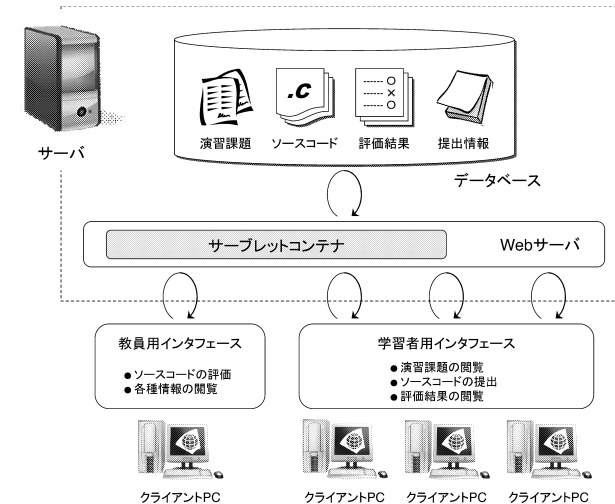 .C
演習課題
ソースコード
評価結果
提出情報
サーバ
データベース
サーブレットコンテナ
Webサーバ
教員用インタフェース
● ソースコードの評価
● 各種情報の閲覧
学習者用インタフェース
● 演習課題の閲覧
● ソースコードの提出
● 評価結果の閲覧
クライアントPC
クライアントPC
クライアントPC
クライアントPC